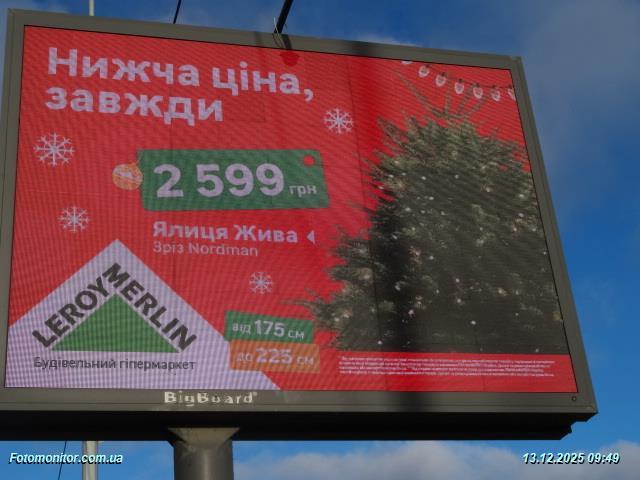 Нижча ціна,
завжди
2 599 грн
Ялиця Жива
Зріз Nordman
LEROY MERLIN
Будівельний гіпермаркет
від 175 см
до 225 см
BigBoard
Fotomonitor.com.ua
13.12.2025 09:49